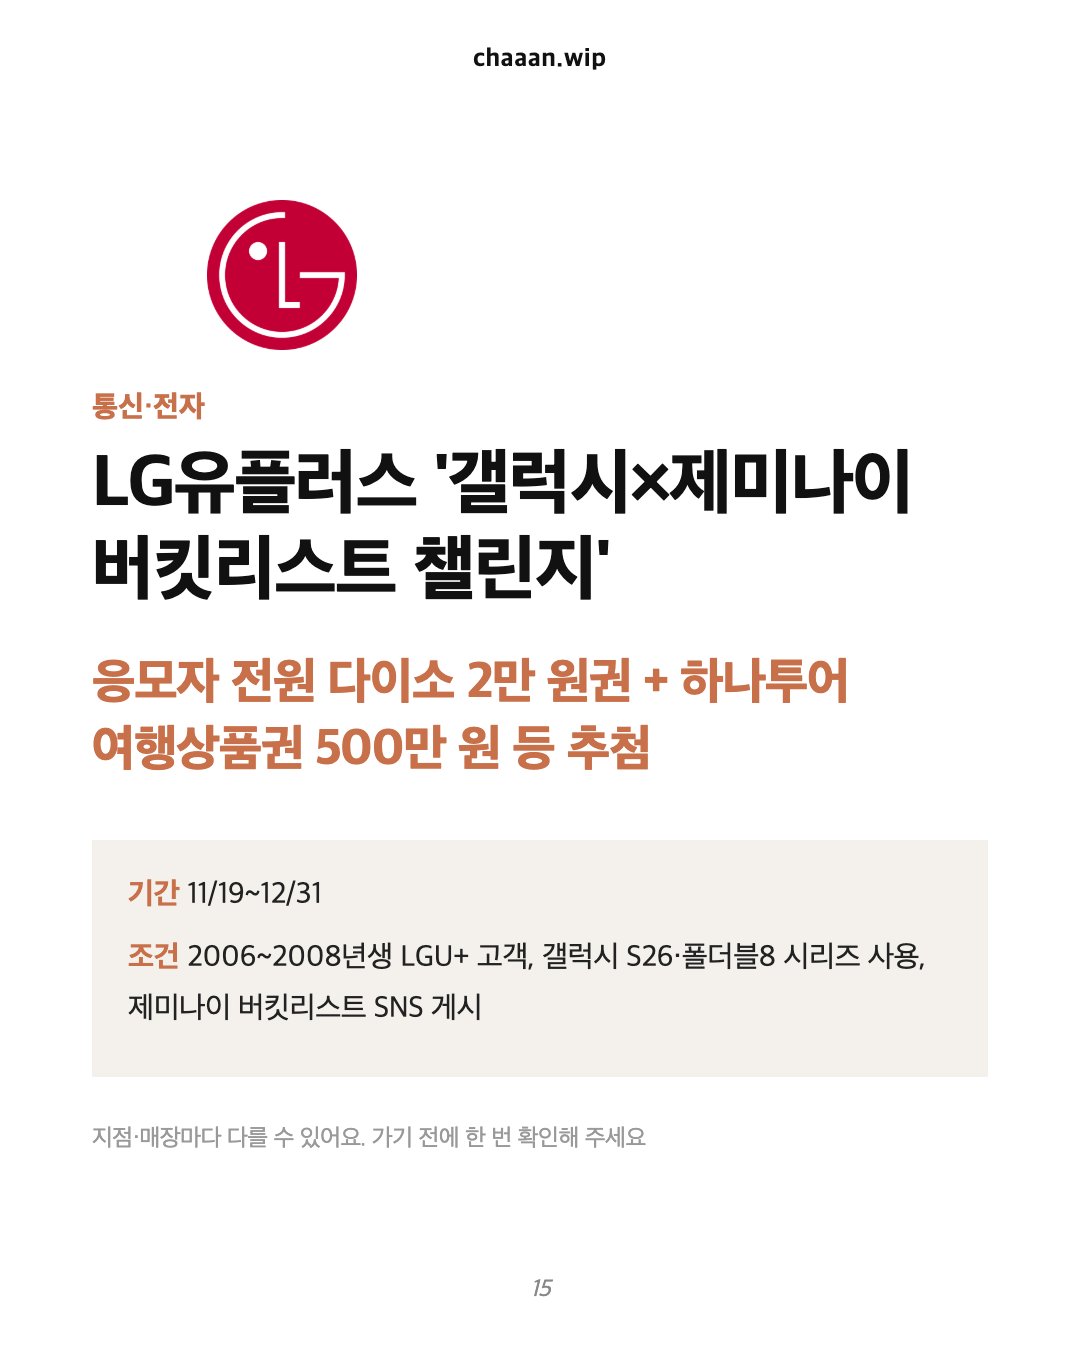 chaaan.wip
LG
통신·전자
LG유플러스 '갤럭시×제미나이
버킷리스트 챌린지'
응모자 전원 다이소 2만 원권 + 하나투어
여행상품권 500만 원 등 추첨
기간 11/19~12/31
조건 2006~2008년생 LGU+ 고객, 갤럭시 S26·폴더블8 시리즈 사용,
제미나이 버킷리스트 SNS 게시
지점·매장마다 다를 수 있어요. 가기 전에 한 번 확인해 주세요
15